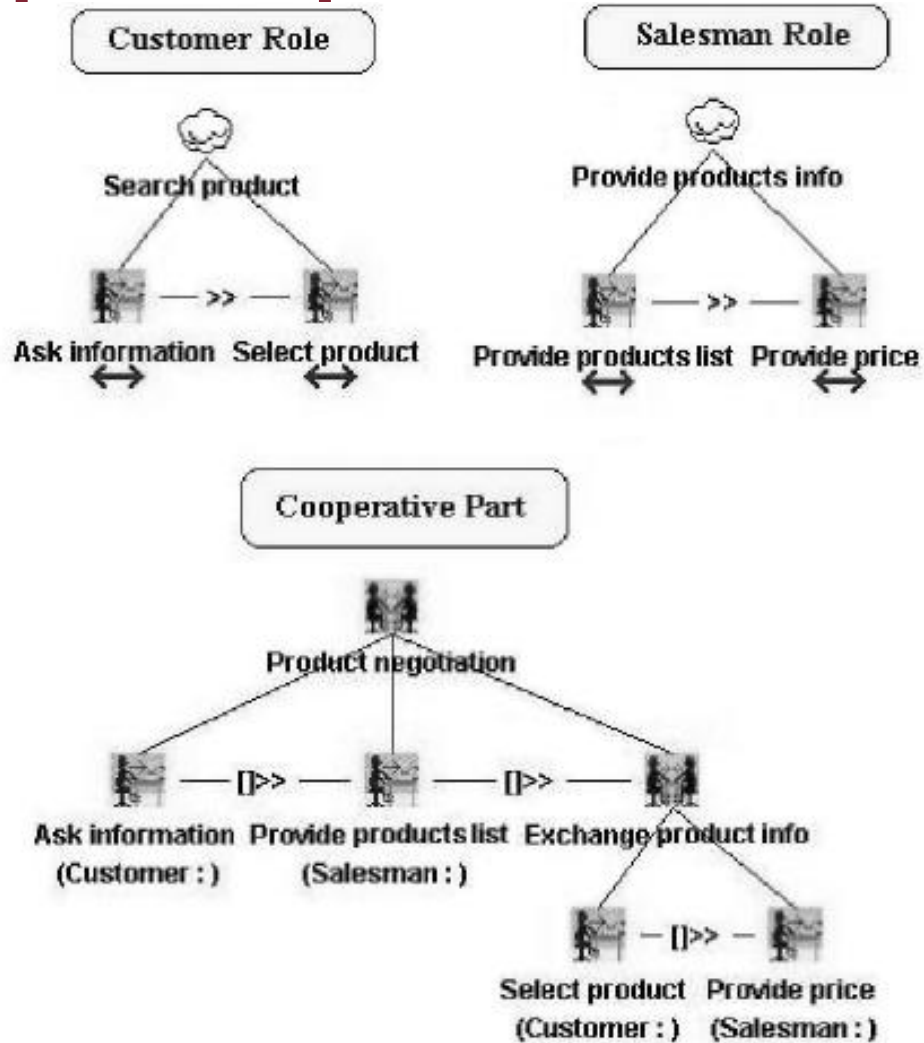 Customer Role
Salesman Role
Search product
Provide products info
>>
>>
Ask information
Select product
Provide products list
Provide price
Cooperative Part
Product negotiation
[]>>
[]>>
Ask information
(Customer : )
Provide products list
(Salesman : )
Exchange product info
[]>>
Select product
(Customer : )
Provide price
(Salesman : )